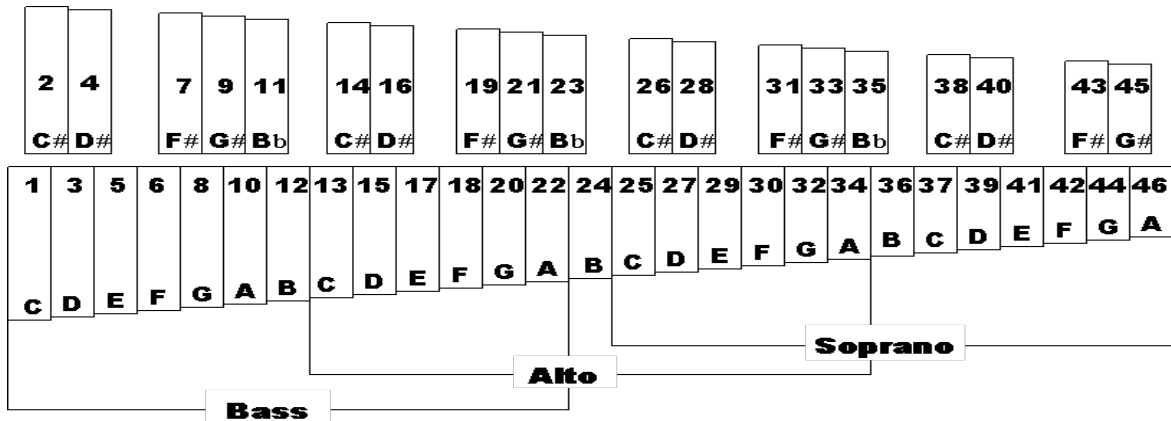 2 4 7 9 11 14 16 19 21 23 26 28 31 33 35 38 40 43 45
C# D# F# G# Bb C# D# F# G# Bb C# D# F# G# Bb C# D# F# G#
1 3 5 6 8 10 12 13 15 17 18 20 22 24 25 27 29 30 32 34 36 37 39 41 42 44 46
C D E F G A B C D E F G A B C D E F G A B C D E F G A
Soprano
Alto
Bass